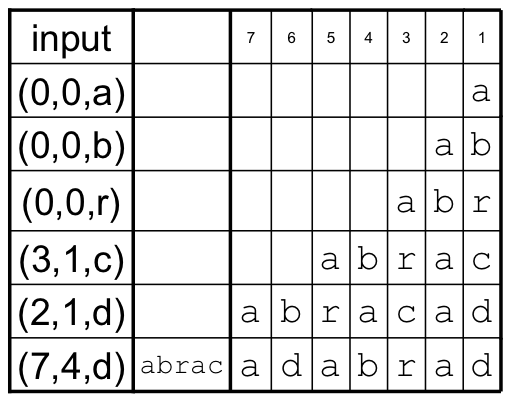 input 7 6 5 4 3 2 1
(0,0,a) a
(0,0,b) a b
(0,0,r) a b r
(3,1,c) a b r a c
(2,1,d) a b r a c a d
(7,4,d) abrac a d a b r a d